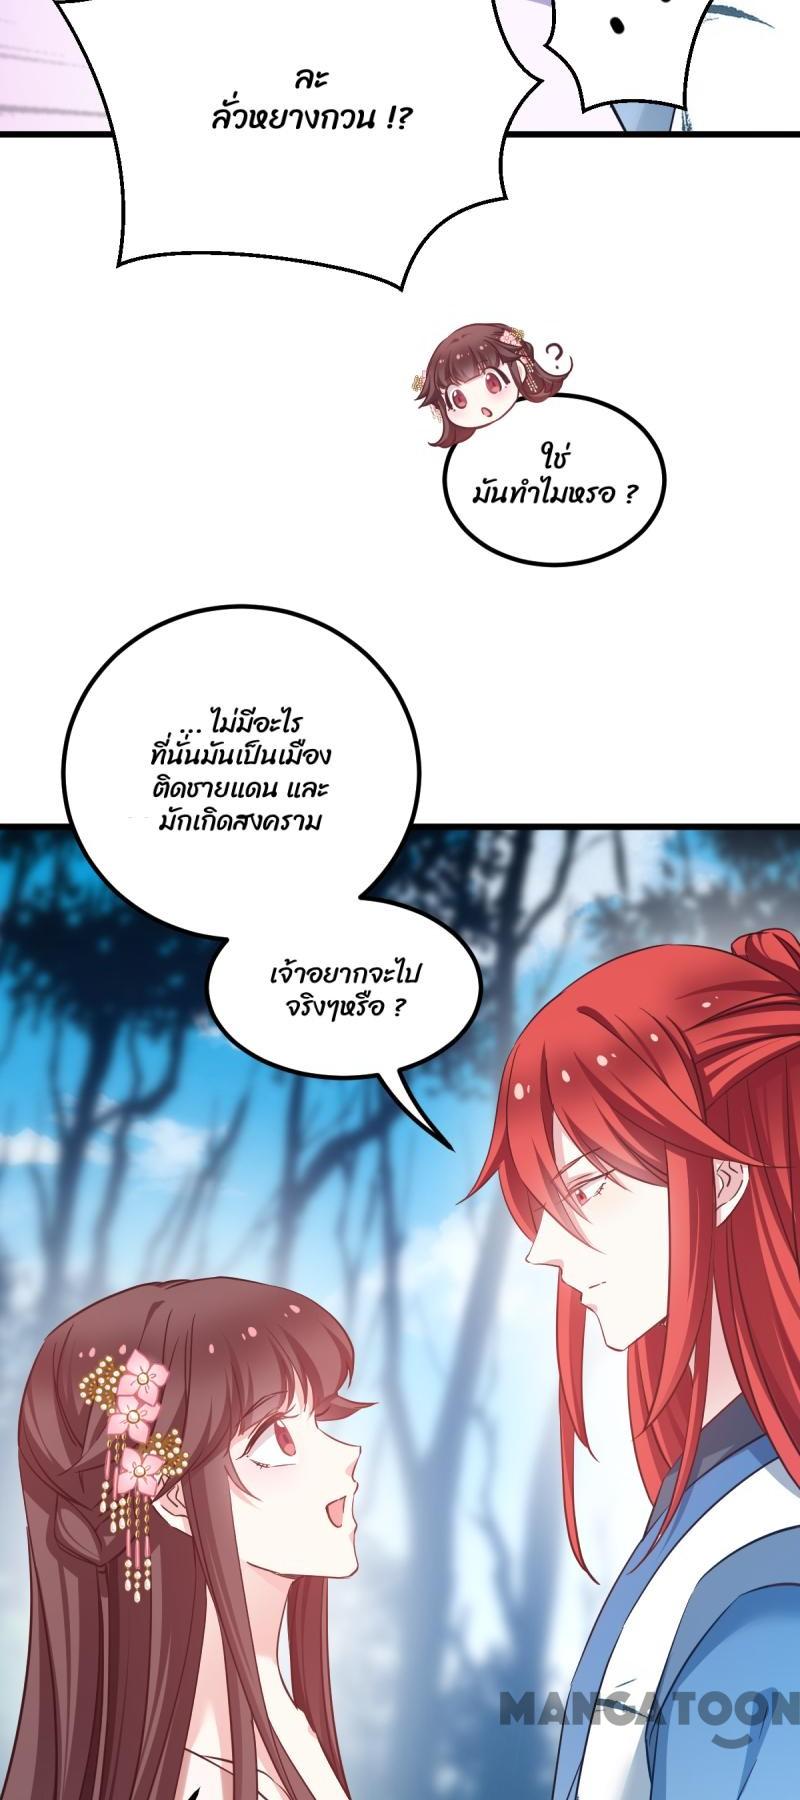 ละ
ลั่วหยางกวน !?
?
ใช่
มันทำไมหรอ ?
... ไม่มีอะไร
ที่นั่นมันเป็นเมือง
ติดชายแดน และ
มักเกิดสงคราม
เจ้าอยากจะไป
จริงๆหรือ ?
MANGATOON